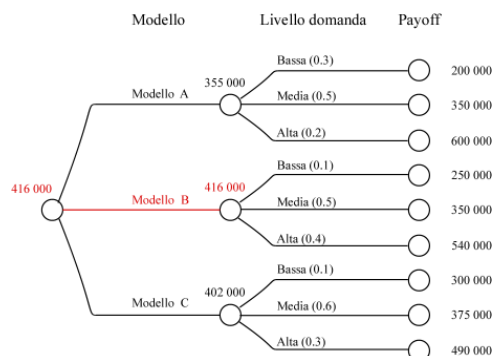 Modello Livello domanda Payoff
Bassa (0.3) 200 000
355 000
Modello A Media (0.5) 350 000
Alta (0.2) 600 000
Bassa (0.1) 250 000
416 000 Modello B 416 000
Media (0.5) 350 000
Alta (0.4) 540 000
Bassa (0.1) 300 000
402 000
Modello C Media (0.6) 375 000
Alta (0.3) 490 000